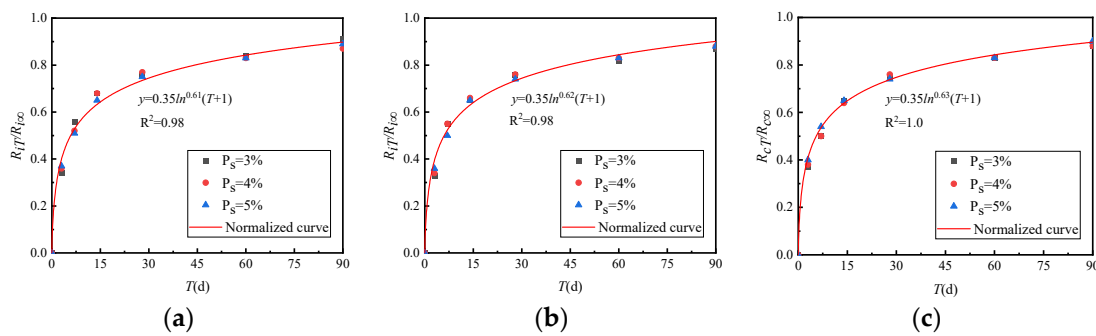 1.0
0.8
0.6
0.4
0.2
0.0
R_{iT}/R_{i∞}
y=0.35ln^{0.61}(T+1)
R²=0.98
P_s=3%
P_s=4%
P_s=5%
Normalized curve
0 15 30 45 60 75 90
T(d)
(a)
1.0
0.8
0.6
0.4
0.2
0.0
R_{iT}/R_{i∞}
y=0.35ln^{0.62}(T+1)
R²=0.98
P_s=3%
P_s=4%
P_s=5%
Normalized curve
0 15 30 45 60 75 90
T(d)
(b)
1.0
0.8
0.6
0.4
0.2
0.0
R_{cT}/R_{c∞}
y=0.35ln^{0.63}(T+1)
R²=1.0
P_s=3%
P_s=4%
P_s=5%
Normalized curve
0 15 30 45 60 75 90
T(d)
(c)